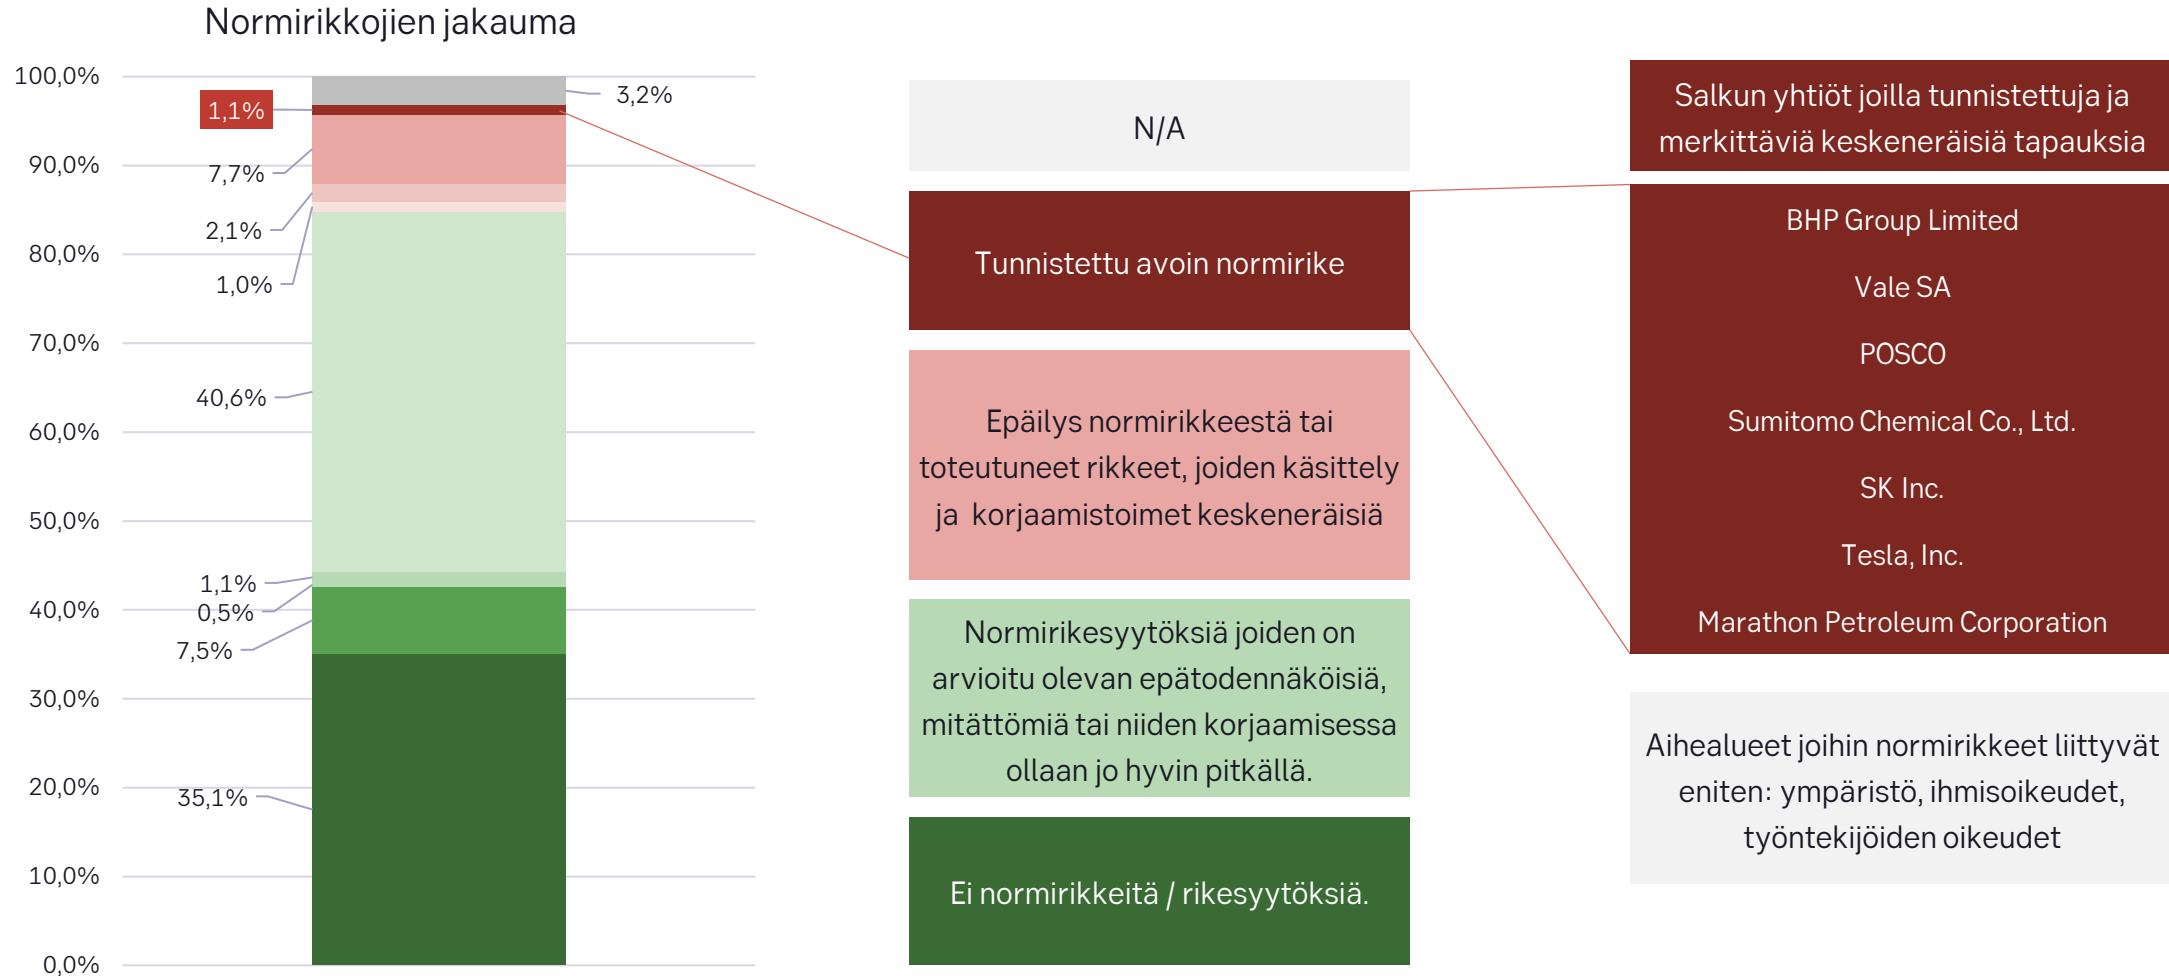 Normirikkojien jakauma
100,0%
90,0%
80,0%
70,0%
60,0%
50,0%
40,0%
30,0%
20,0%
10,0%
0,0%
3,2%
1,1%
7,7%
2,1%
1,0%
40,6%
1,1%
0,5%
7,5%
35,1%
N/A
Tunnistettu avoin normirike
Epäilys normirikkeestä tai
toteutuneet rikkeet, joiden käsittely
ja korjaamistoimet keskeneräisiä
Normirikesyytöksiä joiden on
arvioitu olevan epätodennäköisiä,
mitättömiä tai niiden korjaamisessa
ollaan jo hyvin pitkällä.
Ei normirikkeitä / rikesyytöksiä.
Salkun yhtiöt joilla tunnistettuja ja
merkittäviä keskeneräisiä tapauksia
BHP Group Limited
Vale SA
POSCO
Sumitomo Chemical Co., Ltd.
SK Inc.
Tesla, Inc.
Marathon Petroleum Corporation
Aihealueet joihin normirikkeet liittyvät
eniten: ympäristö, ihmisoikeudet,
työntekijöiden oikeudet